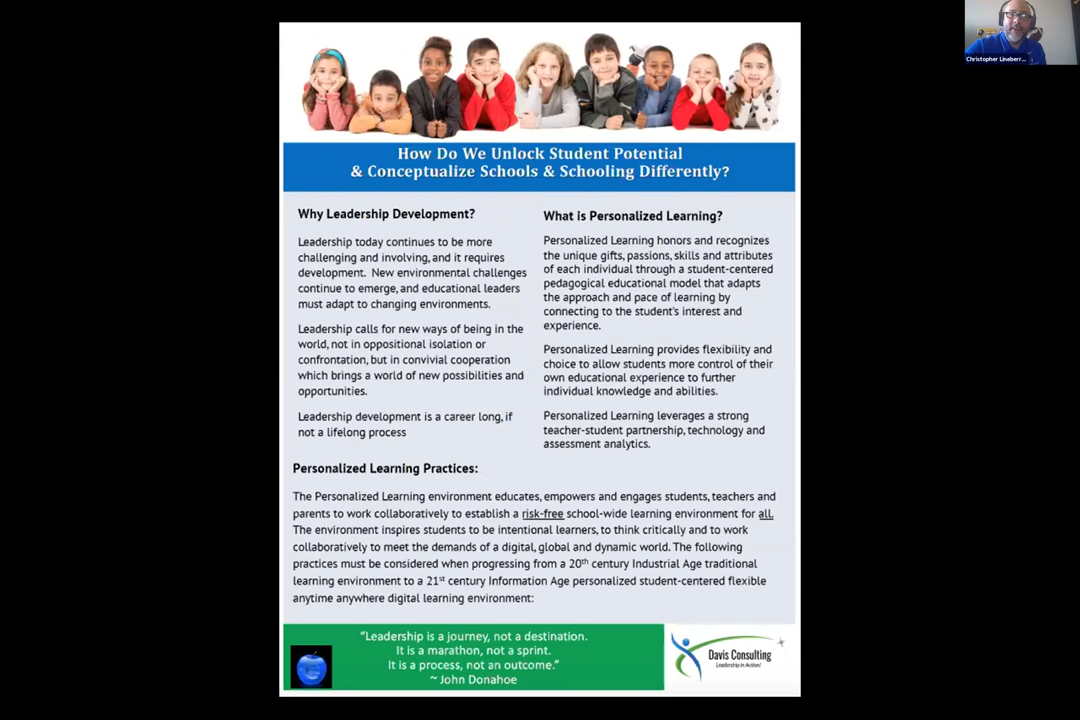 Christopher Lineberr...
How Do We Unlock Student Potential
& Conceptualize Schools & Schooling Differently?
Why Leadership Development?
Leadership today continues to be more
challenging and involving, and it requires
development. New environmental challenges
continue to emerge, and educational leaders
must adapt to changing environments.
Leadership calls for new ways of being in the
world, not in oppositional isolation or
confrontation, but in convivial cooperation
which brings a world of new possibilities and
opportunities.
Leadership development is a career long, if
not a lifelong process
What is Personalized Learning?
Personalized Learning honors and recognizes
the unique gifts, passions, skills and attributes
of each individual through a student-centered
pedagogical educational model that adapts
the approach and pace of learning by
connecting to the student's interest and
experience.
Personalized Learning provides flexibility and
choice to allow students more control of their
own educational experience to further
individual knowledge and abilities.
Personalized Learning leverages a strong
teacher-student partnership, technology and
assessment analytics.
Personalized Learning Practices:
The Personalized Learning environment educates, empowers and engages students, teachers and
parents to work collaboratively to establish a risk-free school-wide learning environment for all.
The environment inspires students to be intentional learners, to think critically and to work
collaboratively to meet the demands of a digital, global and dynamic world. The following
practices must be considered when progressing from a 20th century Industrial Age traditional
learning environment to a 21st century Information Age personalized student-centered flexible
anytime anywhere digital learning environment:
"Leadership is a journey, not a destination.
It is a marathon, not a sprint.
It is a process, not an outcome."
~ John Donahoe
Davis Consulting
Leadership in Action!